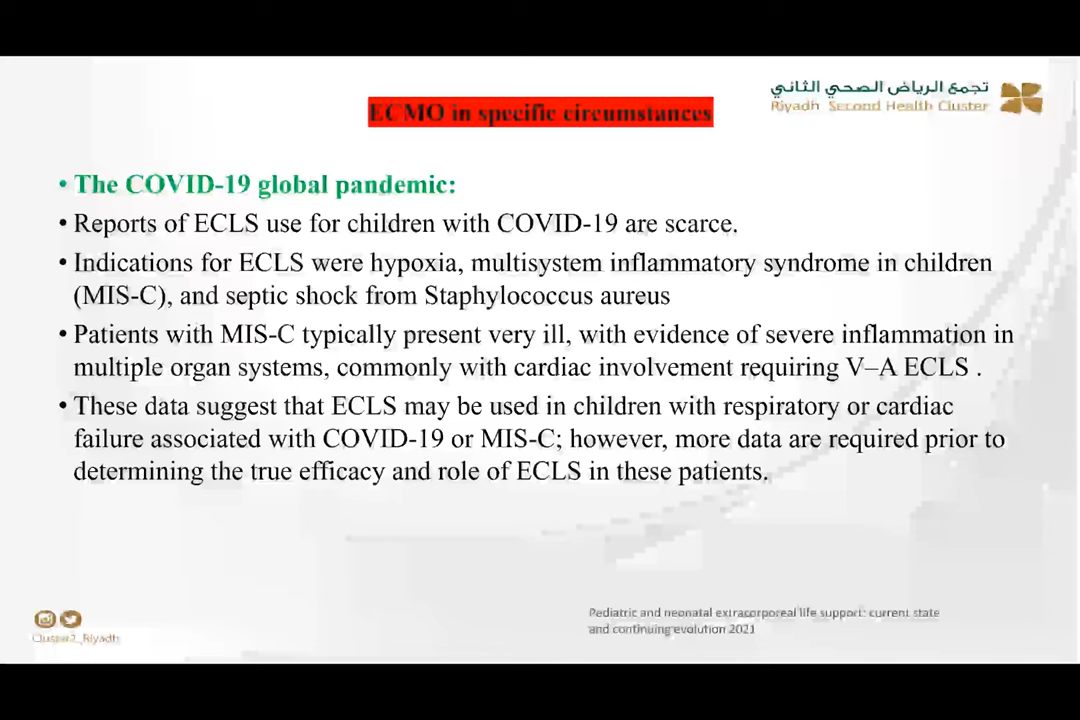 تجمع الرياض الصحي الثاني
Riyadh Second Health Cluster
ECMO in specific circumstances
• The COVID-19 global pandemic:
• Reports of ECLS use for children with COVID-19 are scarce.
• Indications for ECLS were hypoxia, multisystem inflammatory syndrome in children
(MIS-C), and septic shock from Staphylococcus aureus
• Patients with MIS-C typically present very ill, with evidence of severe inflammation in
multiple organ systems, commonly with cardiac involvement requiring V–A ECLS .
• These data suggest that ECLS may be used in children with respiratory or cardiac
failure associated with COVID-19 or MIS-C; however, more data are required prior to
determining the true efficacy and role of ECLS in these patients.
Pediatric and neonatal extracorporeal life support: current state
and continuing evolution 2021
Cluster2_Riyadh